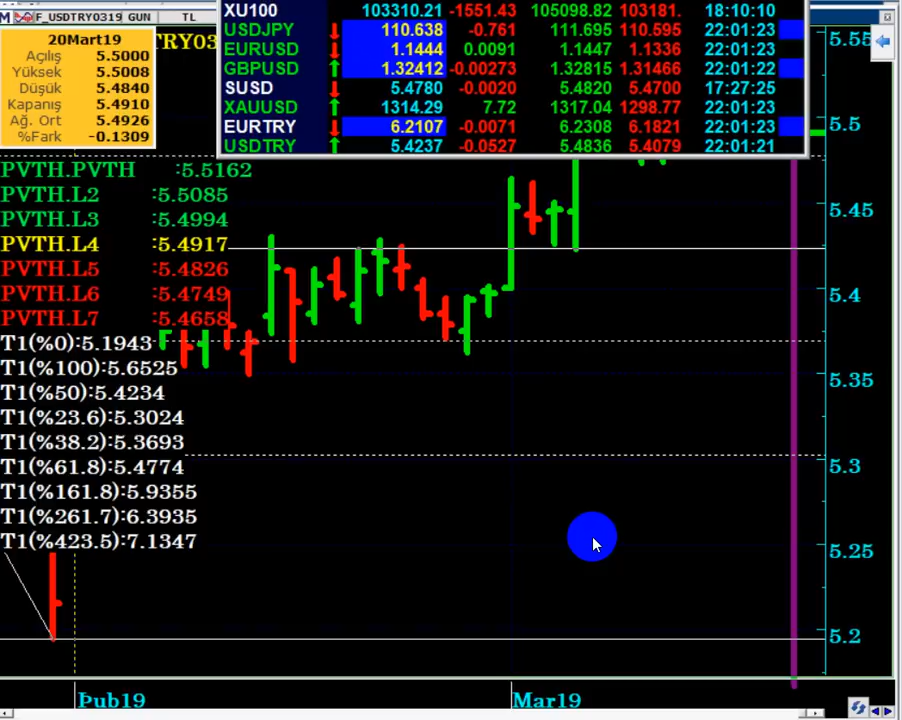 F_USDTRY0319 GUN TL
20Mart19
Açılış 5.5000
Yüksek 5.5008
Düşük 5.4840
Kapanış 5.4910
Ağ. Ort 5.4926
%Fark -0.1309
XU100 103310.21 -1551.43 105098.82 103181. 18:10:10
USDJPY 110.638 -0.761 111.695 110.595 22:01:23
EURUSD 1.1444 0.0091 1.1447 1.1336 22:01:23
GBPUSD 1.32412 -0.00273 1.32815 1.31466 22:01:22
SUSD 5.4780 -0.0020 5.4820 5.4700 17:27:25
XAUUSD 1314.29 7.72 1317.04 1298.77 22:01:23
EURTRY 6.2107 -0.0071 6.2308 6.1821 22:01:23
USDTRY 5.4237 -0.0527 5.4836 5.4079 22:01:21
PVTH.PVTH :5.5162
PVTH.L2 :5.5085
PVTH.L3 :5.4994
PVTH.L4 :5.4917
PVTH.L5 :5.4826
PVTH.L6 :5.4749
PVTH.L7 :5.4658
T1(%0):5.1943
T1(%100):5.6525
T1(%50):5.4234
T1(%23.6):5.3024
T1(%38.2):5.3693
T1(%61.8):5.4774
T1(%161.8):5.9355
T1(%261.7):6.3935
T1(%423.5):7.1347
5.55
5.5
5.45
5.4
5.35
5.3
5.25
5.2
Þub19 Mar19